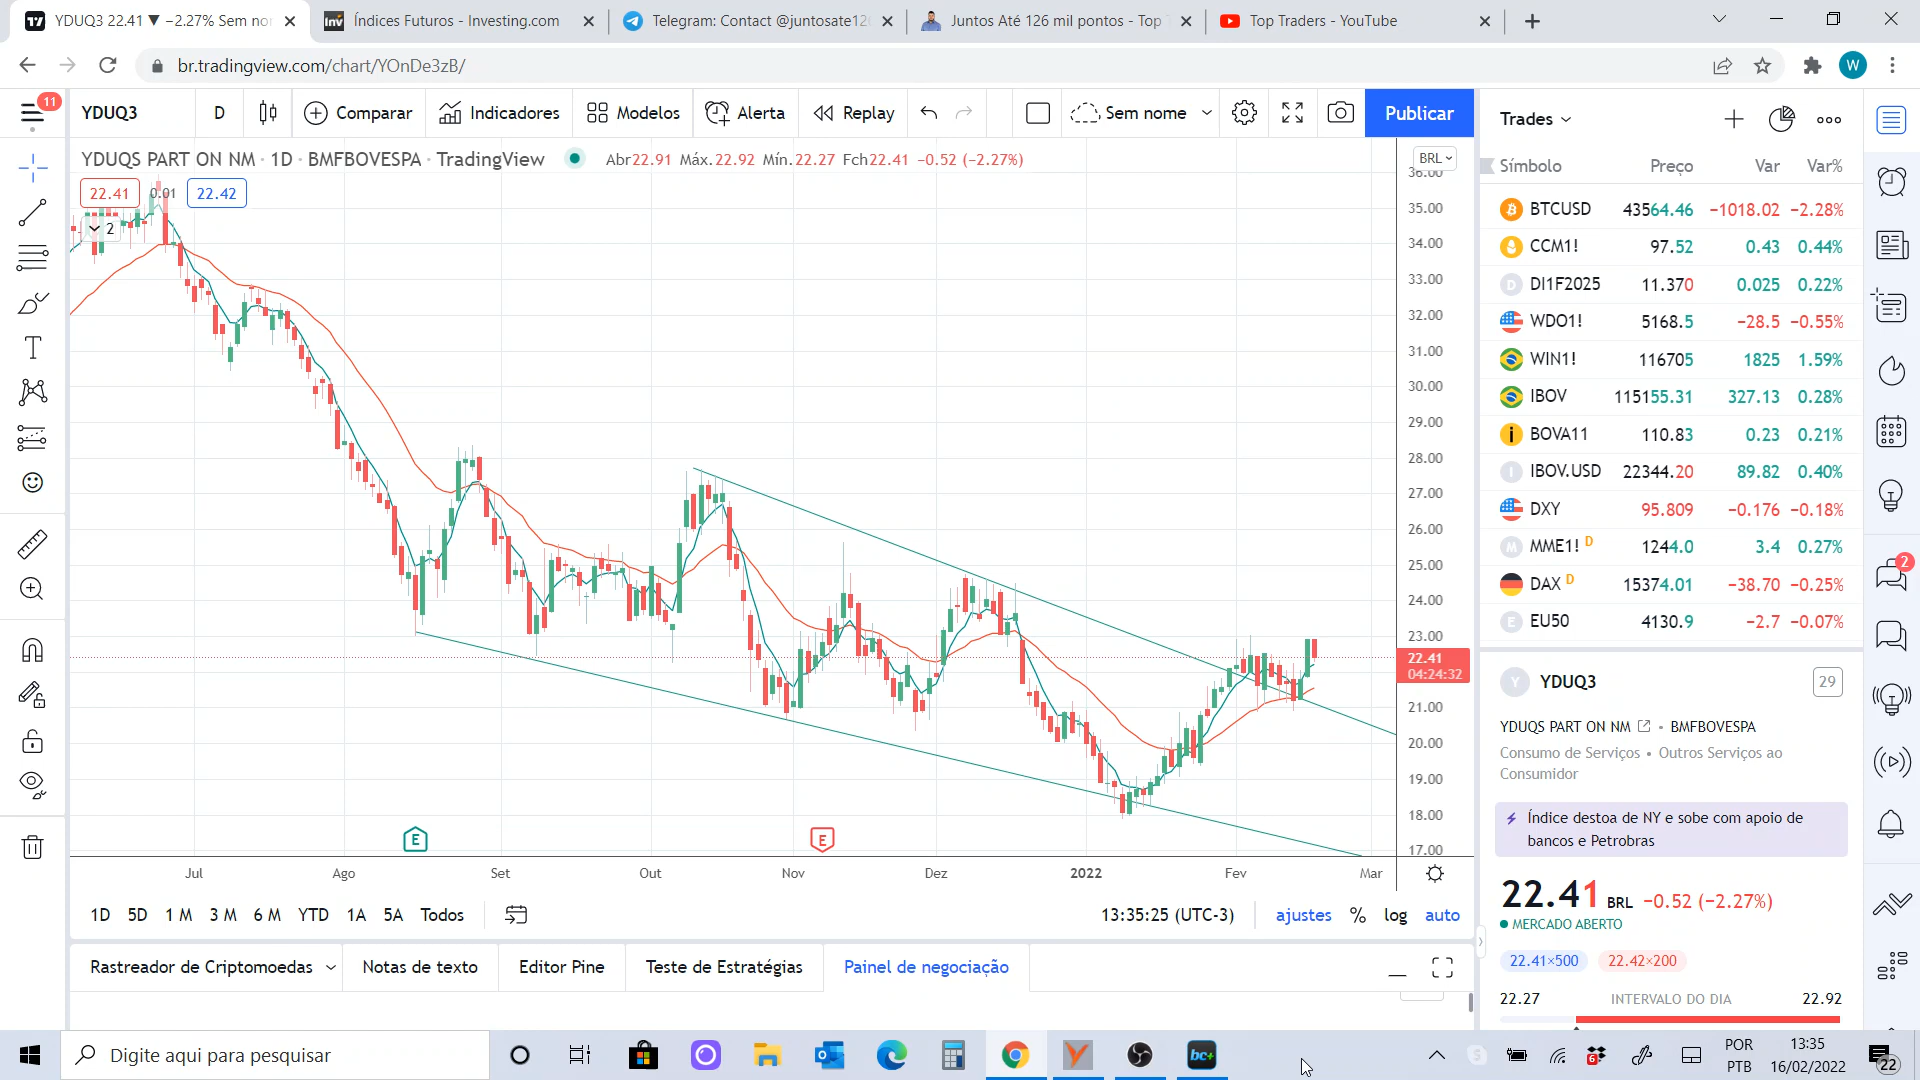 YDUQ3 22.41 ▼ −2.27% Sem no
Índices Futuros - Investing.com
Telegram: Contact @juntosate12
Juntos Até 126 mil pontos - Top
Top Traders - YouTube
br.tradingview.com/chart/YOnDe3zB/
W
11
YDUQ3
D
Comparar
Indicadores
Modelos
Alerta
Replay
Sem nome
Publicar
YDUQS PART ON NM · 1D · BMFBOVESPA · TradingView
Abr22.91 Máx.22.92 Mín.22.27 Fch22.41 −0.52 (−2.27%)
22.41
0.01
22.42
2
BRL
36.00
35.00
34.00
33.00
32.00
31.00
30.00
29.00
28.00
27.00
26.00
25.00
24.00
23.00
22.41
04:24:32
21.00
20.00
19.00
18.00
17.00
E
E
Jul
Ago
Set
Out
Nov
Dez
2022
Fev
Mar
1D 5D 1 M 3 M 6 M YTD 1A 5A Todos
13:35:25 (UTC-3)
ajustes % log auto
Rastreador de Criptomoedas
Notas de texto
Editor Pine
Teste de Estratégias
Painel de negociação
Trades
Símbolo Preço Var Var%
BTCUSD 43564.46 −1018.02 −2.28%
CCM1! 97.52 0.43 0.44%
D DI1F2025 11.370 0.025 0.22%
WDO1! 5168.5 −28.5 −0.55%
WIN1! 116705 1825 1.59%
IBOV 115155.31 327.13 0.28%
BOVA11 110.83 0.23 0.21%
I IBOV.USD 22344.20 89.82 0.40%
DXY 95.809 −0.176 −0.18%
M MME1! D 1244.0 3.4 0.27%
DAX D 15374.01 −38.70 −0.25%
E EU50 4130.9 −2.7 −0.07%
Y YDUQ3
29
YDUQS PART ON NM • BMFBOVESPA
Consumo de Serviços • Outros Serviços ao
Consumidor
Índice destoa de NY e sobe com apoio de
bancos e Petrobras
22.41 BRL −0.52 (−2.27%)
MERCADO ABERTO
22.41×500
22.42×200
22.27 INTERVALO DO DIA 22.92
2
Digite aqui para pesquisar
bc+
6
POR
PTB
13:35
16/02/2022
22